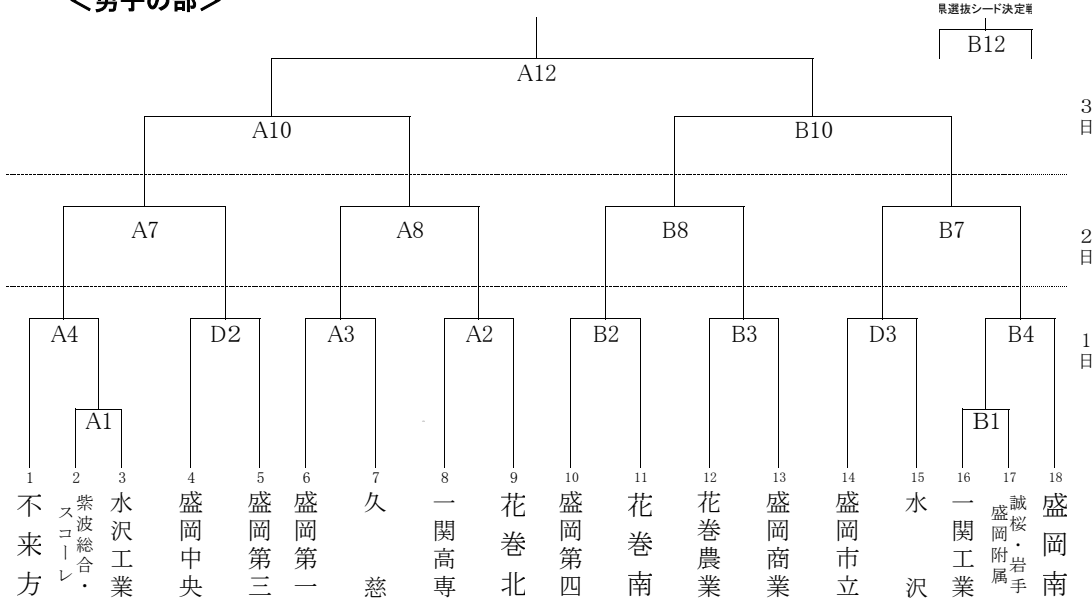 ＜男子の部＞
県選抜シード決定戦
B12
A12
3
日
A10
B10
A7
A8
B8
B7
2
日
A4
D2
A3
A2
B2
B3
D3
B4
1
日
A1
B1
1
2
3
4
5
6
7
8
9
10
11
12
13
14
15
16
17
18
不来方
紫波総合・
スコーレ
水沢工業
盛岡中央
盛岡第三
盛岡第一
久慈
一関高専
花巻北
盛岡第四
花巻南
花巻農業
盛岡商業
盛岡市立
水沢
一関工業
誠桜・岩手
盛岡附属
盛岡南